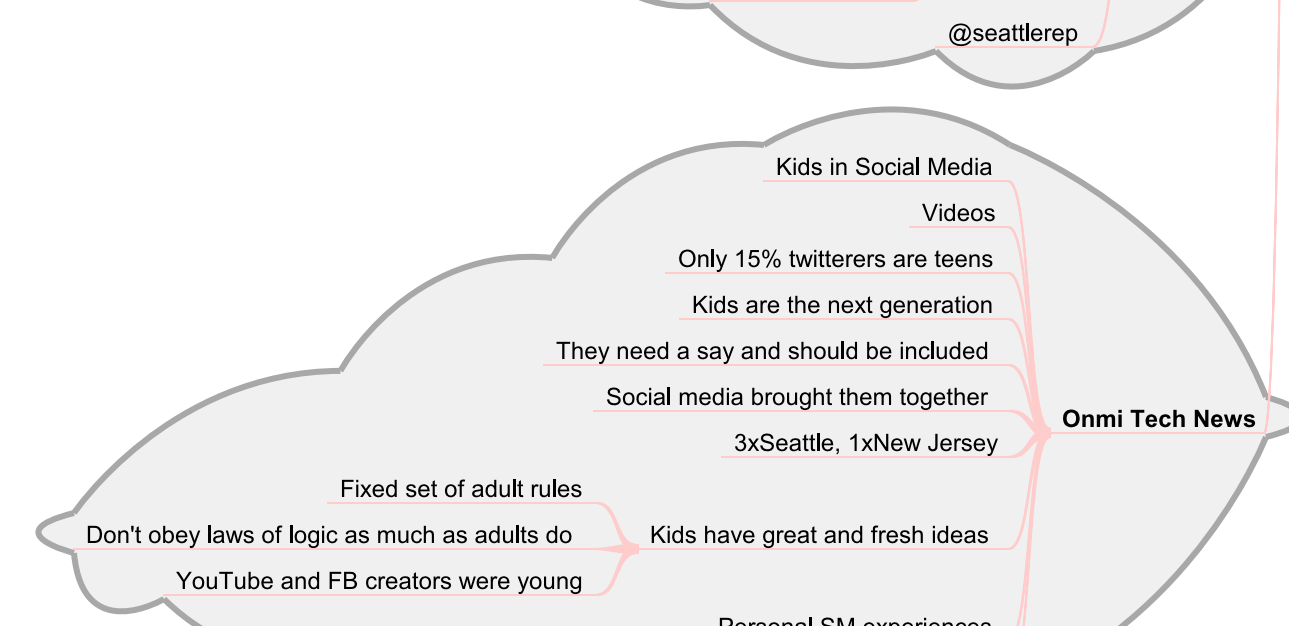 @seattlerep
Kids in Social Media
Videos
Only 15% twitterers are teens
Kids are the next generation
They need a say and should be included
Social media brought them together
Onmi Tech News
3xSeattle, 1xNew Jersey
Fixed set of adult rules
Don't obey laws of logic as much as adults do
Kids have great and fresh ideas
YouTube and FB creators were young
Personal SM experiences